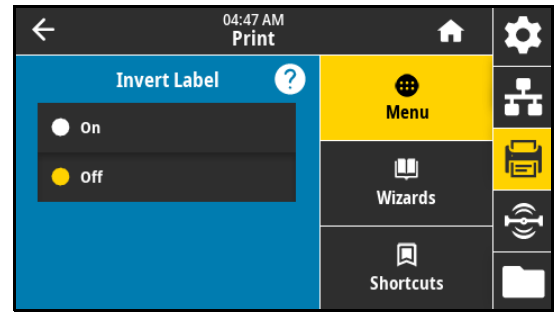 04:47 AM
Print
Invert Label
?
On
Off
Menu
Wizards
Shortcuts